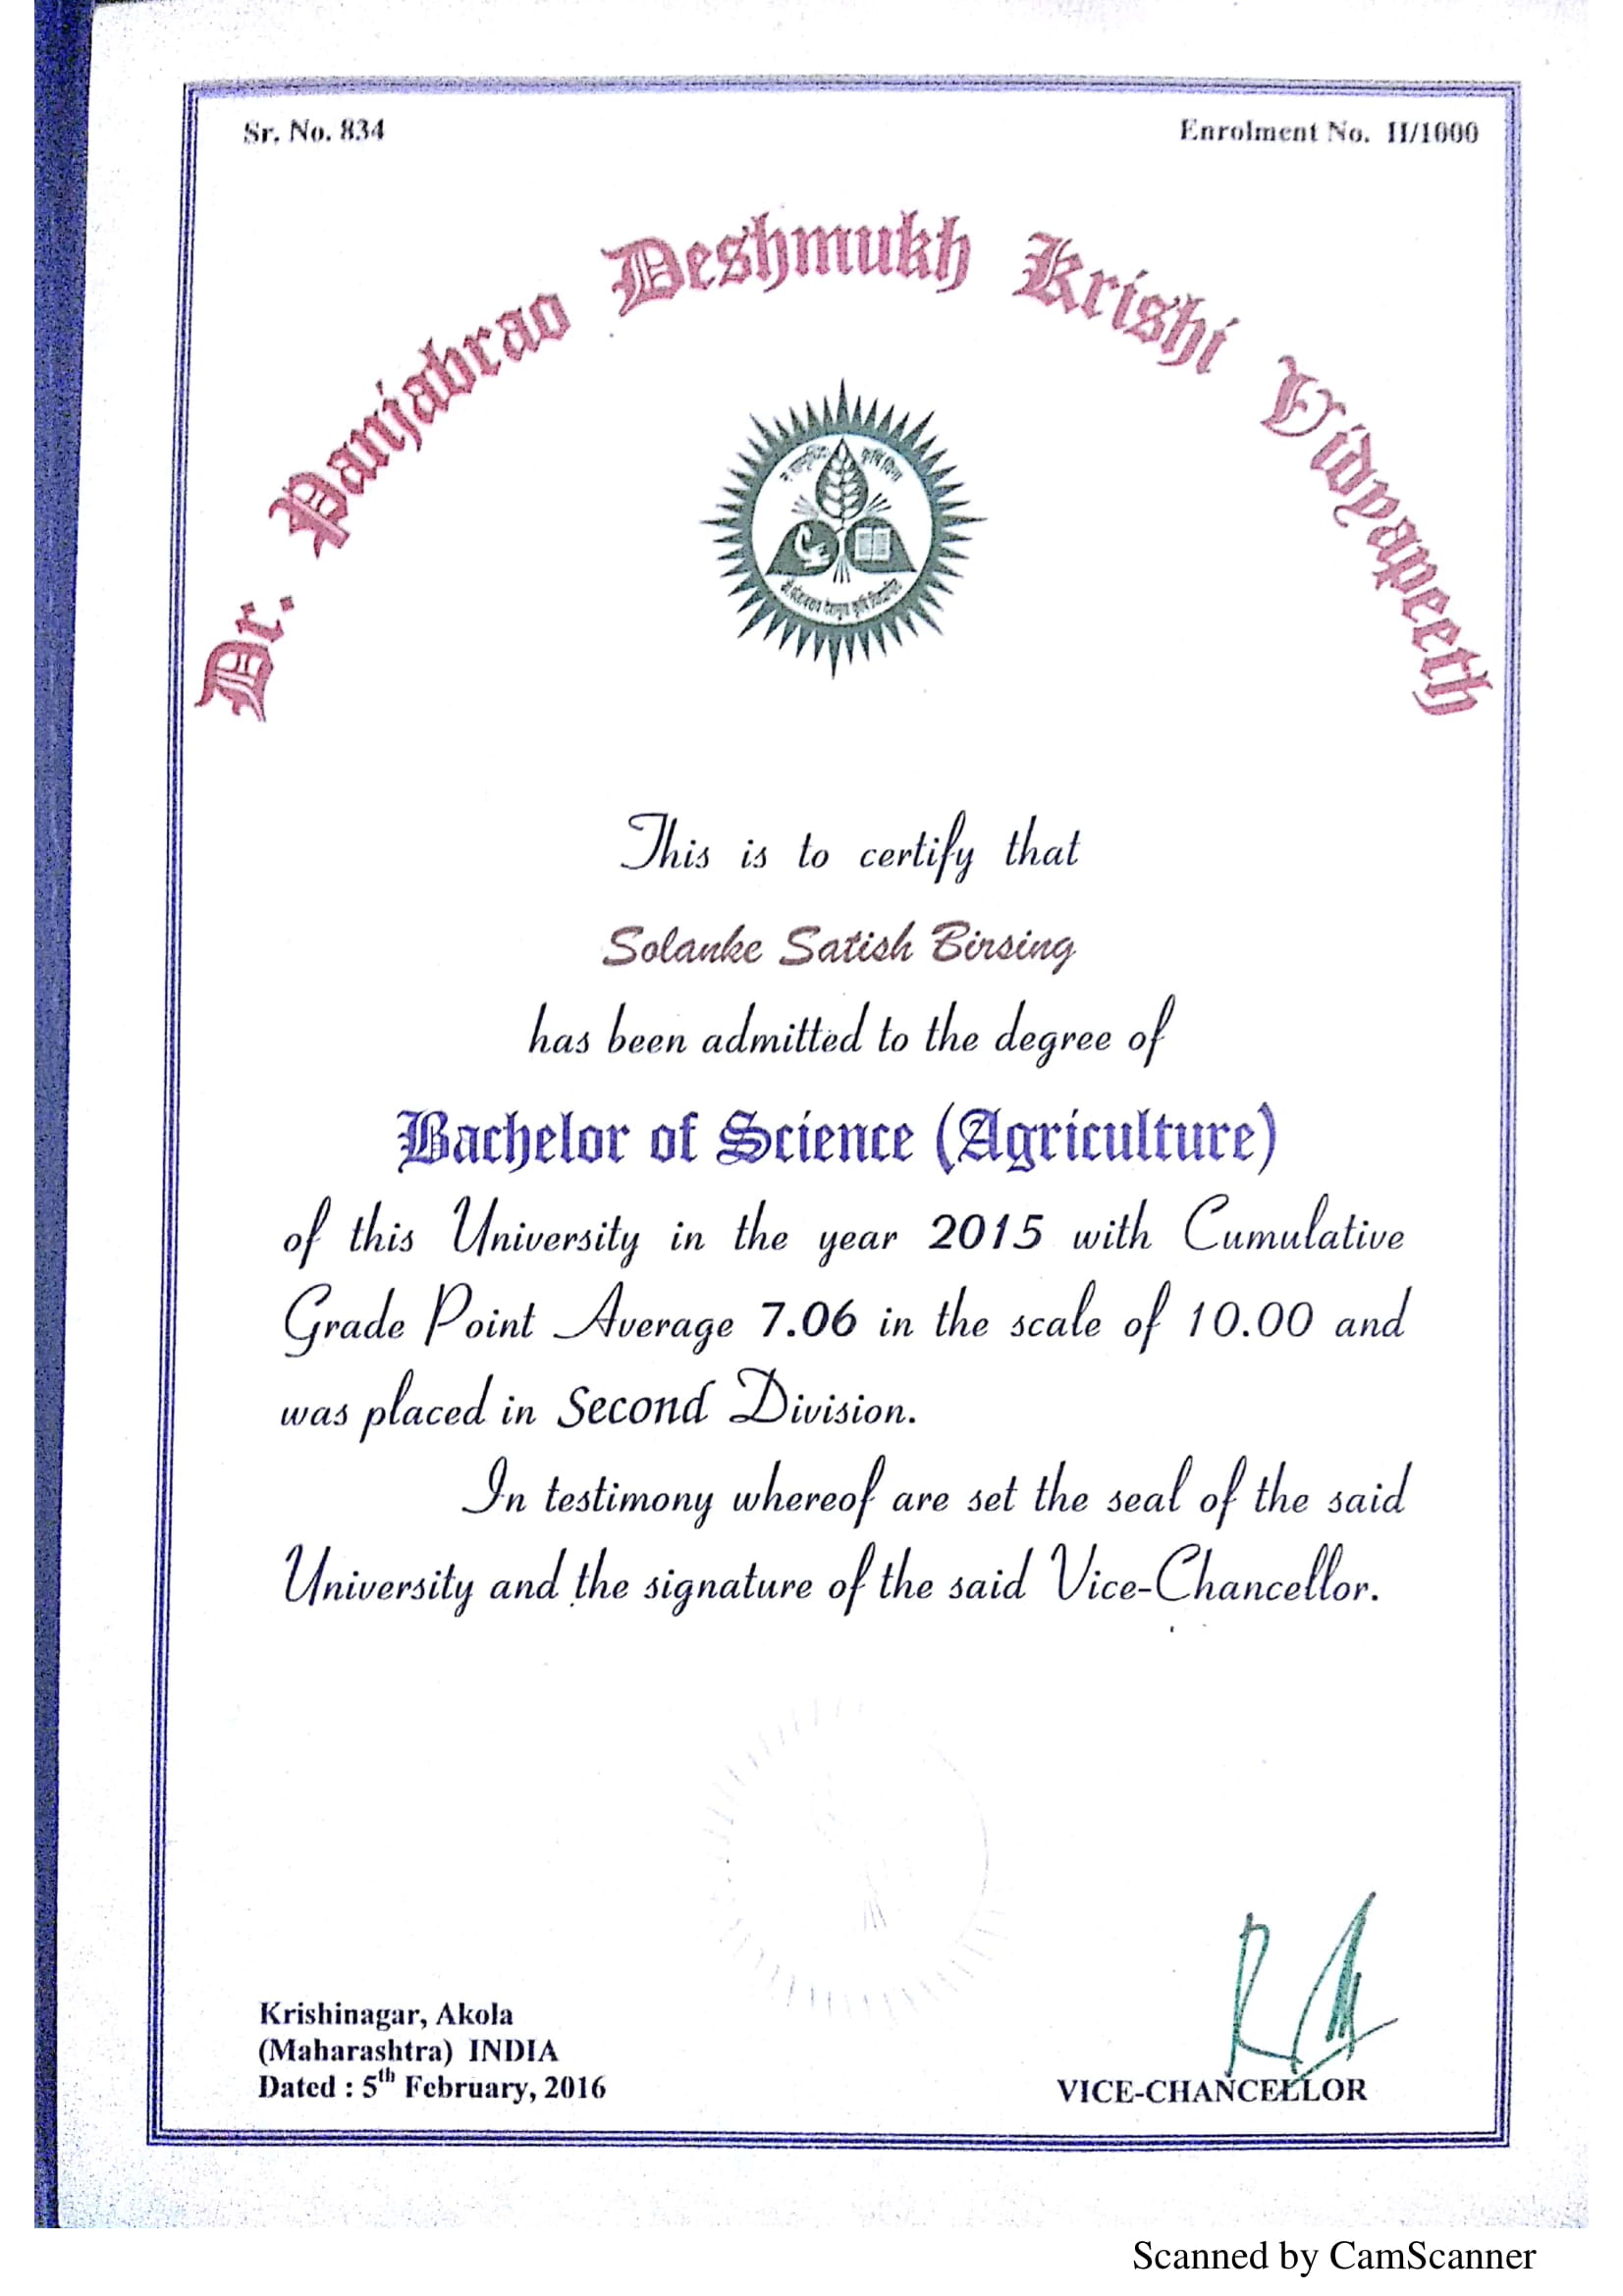 Sr. No. 834
Enrolment No. II/1000
Dr. Panjabrao Deshmukh Krishi Vidyapeeth
कृषि
This is to certify that
Solanke Satish Birsing
has been admitted to the degree of
Bachelor of Science (Agriculture)
of this University in the year 2015 with Cumulative
Grade Point Average 7.06 in the scale of 10.00 and
was placed in Second Division.
In testimony whereof are set the seal of the said
University and the signature of the said Vice-Chancellor.
Krishinagar, Akola
(Maharashtra) INDIA
Dated : 5th February, 2016
VICE-CHANCELLOR
Scanned by CamScanner